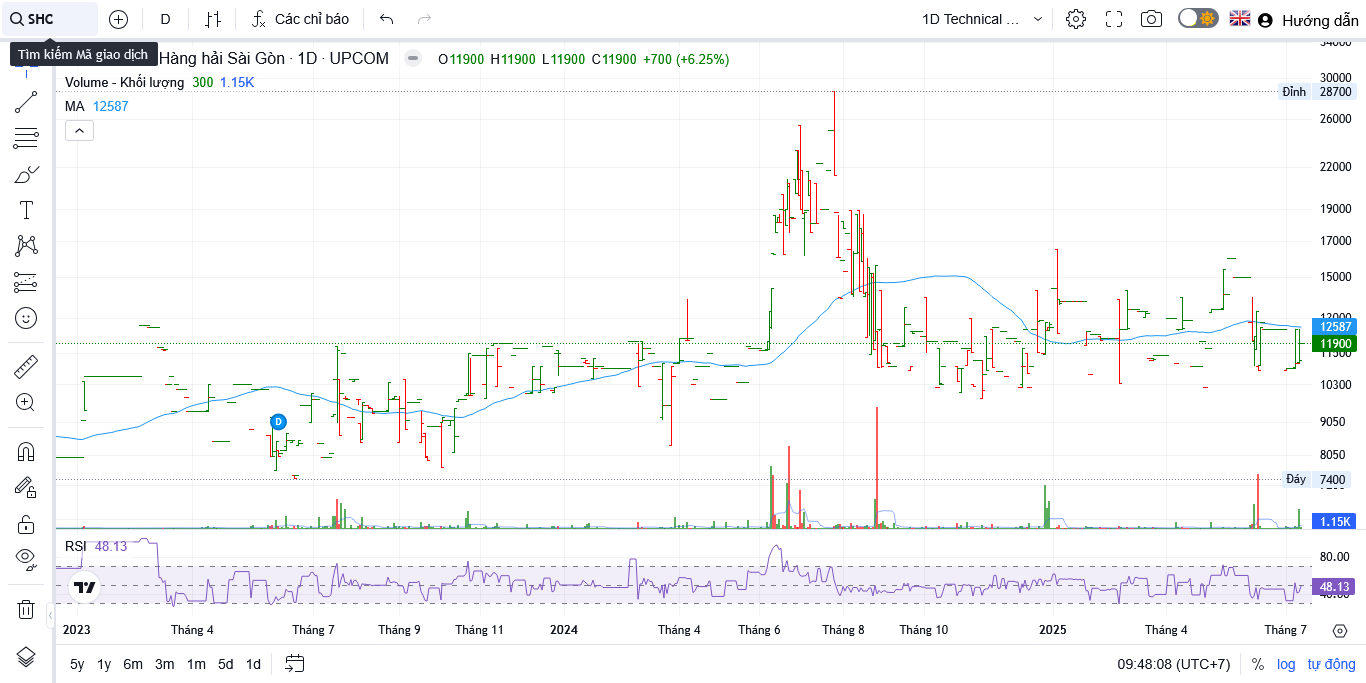 SHC
D
Các chỉ báo
1D Technical ...
Hướng dẫn
Tìm kiếm Mã giao dịch
Hàng hải Sài Gòn · 1D · UPCOM
O11900 H11900 L11900 C11900 +700 (+6.25%)
Volume - Khối lượng 300 1.15K
MA 12587
30000
Đỉnh 28700
26000
22000
19000
17000
15000
12587
11900
10300
9050
8050
Đáy 7400
1.15K
D
RSI 48.13
80.00
48.13
2023 Tháng 4 Tháng 7 Tháng 9 Tháng 11 2024 Tháng 4 Tháng 6 Tháng 8 Tháng 10 2025 Tháng 4 Tháng 7
5y 1y 6m 3m 1m 5d 1d
09:48:08 (UTC+7) % log tự động